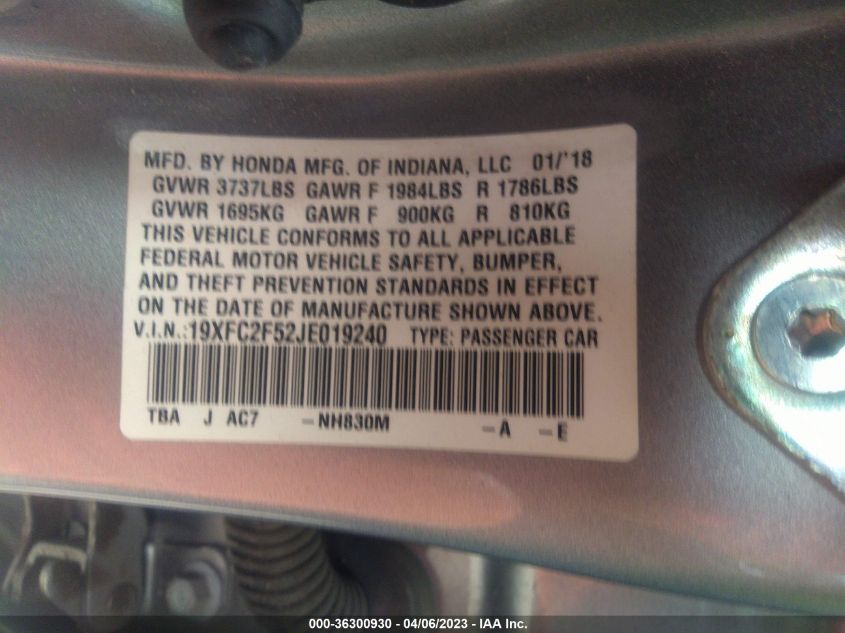 MFD. BY HONDA MFG. OF INDIANA, LLC 01/'18
GVWR 3737LBS GAWR F 1984LBS R 1786LBS
GVWR 1695KG GAWR F 900KG R 810KG
THIS VEHICLE CONFORMS TO ALL APPLICABLE
FEDERAL MOTOR VEHICLE SAFETY, BUMPER,
AND THEFT PREVENTION STANDARDS IN EFFECT
ON THE DATE OF MANUFACTURE SHOWN ABOVE.
V.I.N.:19XFC2F52JE019240 TYPE: PASSENGER CAR
TBA J AC7 –NH830M –A –E
000-36300930 - 04/06/2023 - IAA Inc.